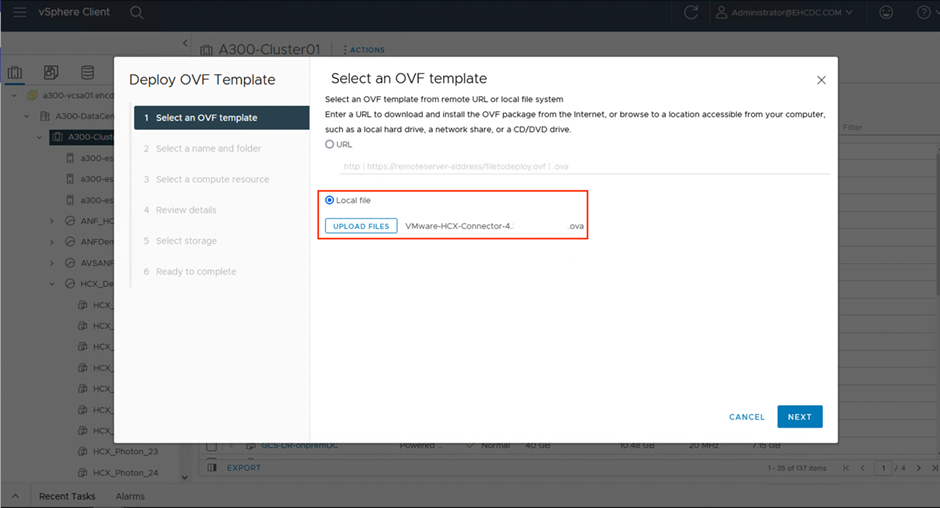 vSphere Client
Administrator@EHCDC.COM
A300-Cluster01
ACTIONS
a300-vcsa01.ehcd
A300-DataCen
A300-Clust
a300-es
a300-es
a300-es
ANF_HC
ANFDem
AVSANF
HCX_De
HCX_
HCX_
HCX_
HCX_
HCX_
HCX_
HCX_
HCX_Photon_23
HCX_Photon_24
Filter
Deploy OVF Template
1 Select an OVF template
2 Select a name and folder
3 Select a compute resource
4 Review details
5 Select storage
6 Ready to complete
Select an OVF template
Select an OVF template from remote URL or local file system
Enter a URL to download and install the OVF package from the Internet, or browse to a location accessible from your computer,
such as a local hard drive, a network share, or a CD/DVD drive.
URL
http | https://remoteserver-address/filetodeploy.ovf | .ova
Local file
UPLOAD FILES VMware-HCX-Connector-4. .ova
CANCEL NEXT
GCS-DR-onpremDC Powered Normal 40 GB 10.48 GB 20 MHz 7.15 GB
EXPORT 1 - 35 of 137 items 1 / 4
Recent Tasks Alarms